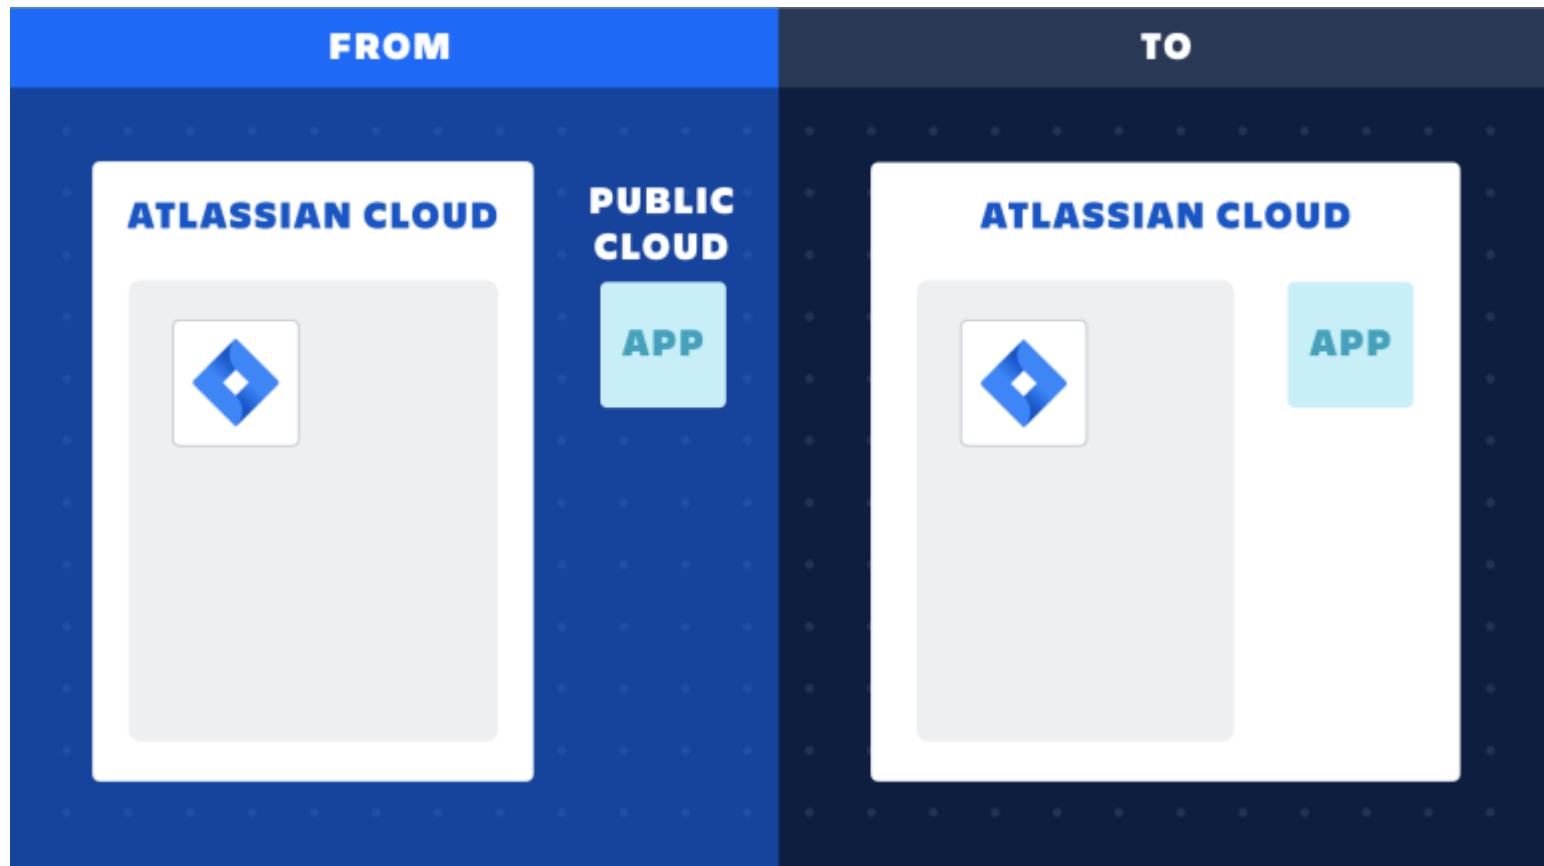 FROM
ATLASSIAN CLOUD
PUBLIC
CLOUD
APP
TO
ATLASSIAN CLOUD
APP